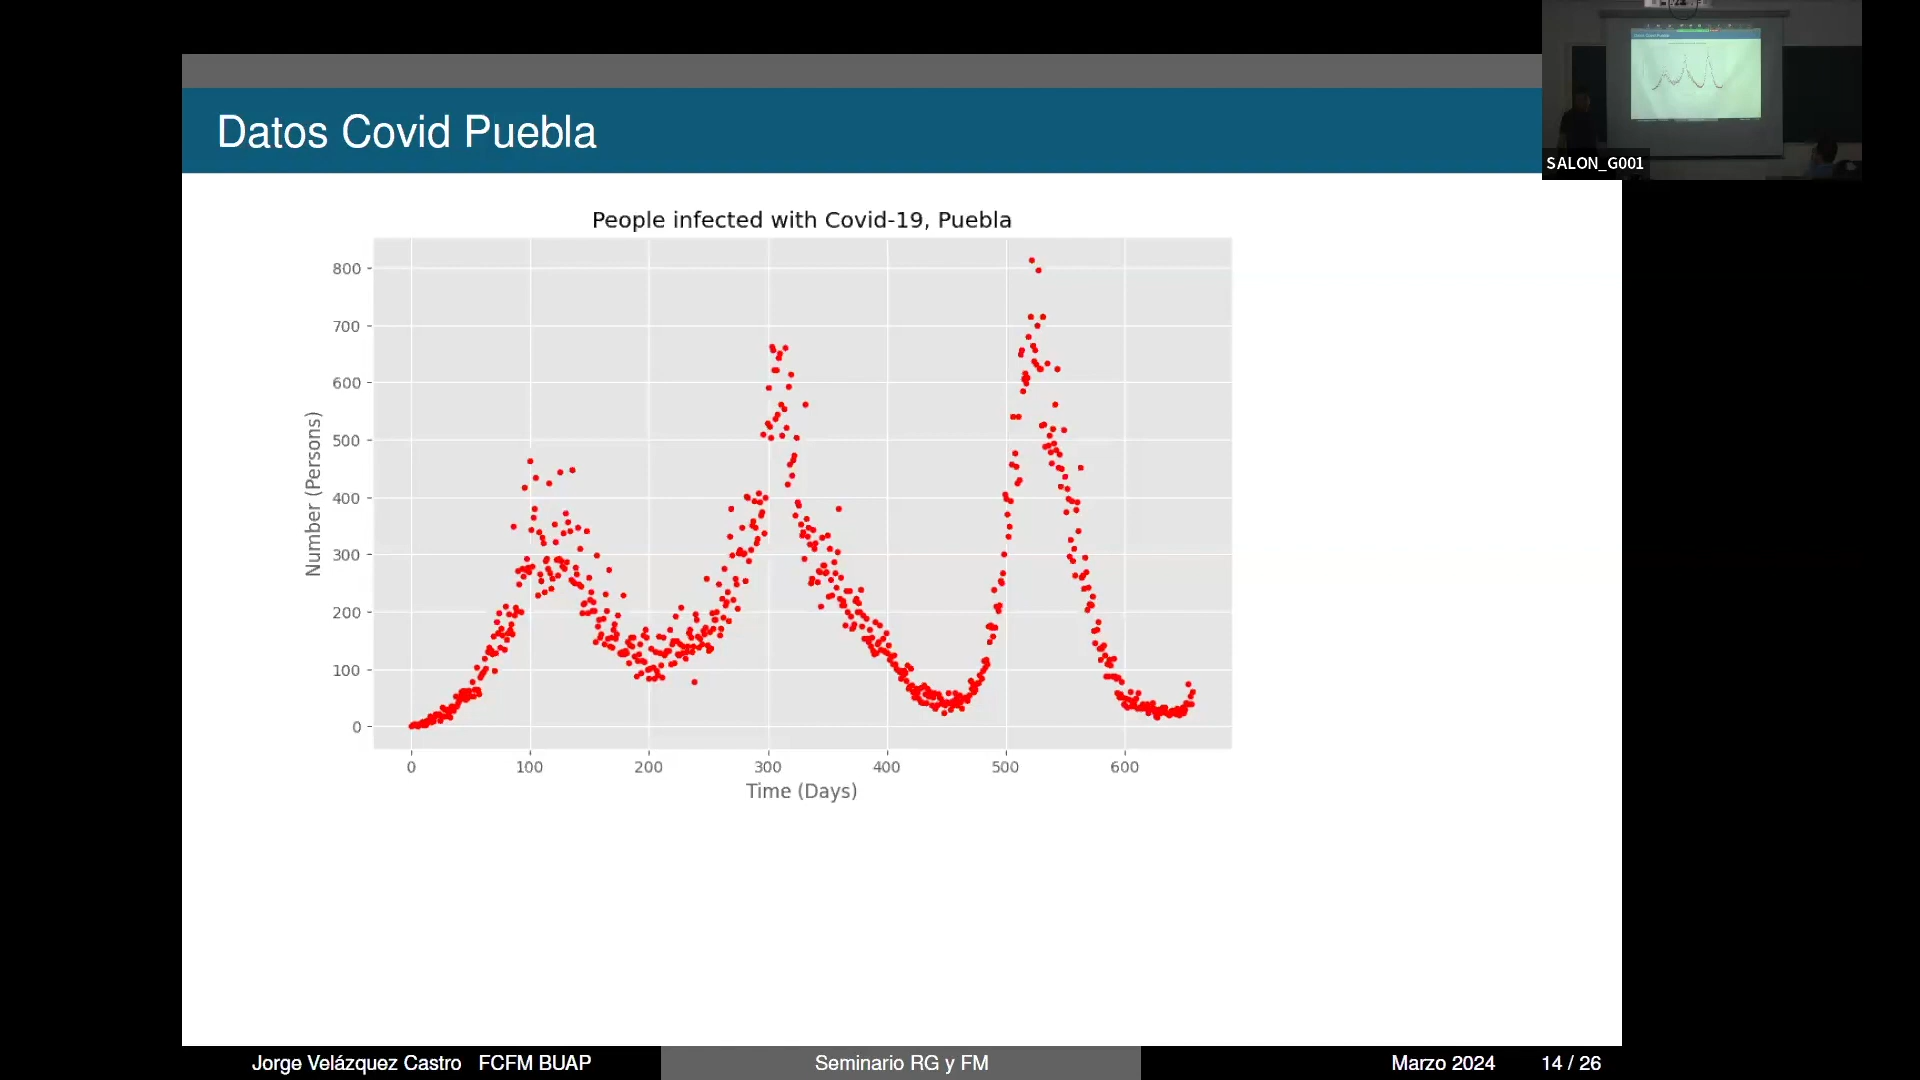 Datos Covid Puebla
SALON_G001
People infected with Covid-19, Puebla
800
700
600
500
400
300
200
100
0
Number (Persons)
0 100 200 300 400 500 600
Time (Days)
Jorge Velázquez Castro FCFM BUAP Seminario RG y FM Marzo 2024 14 / 26